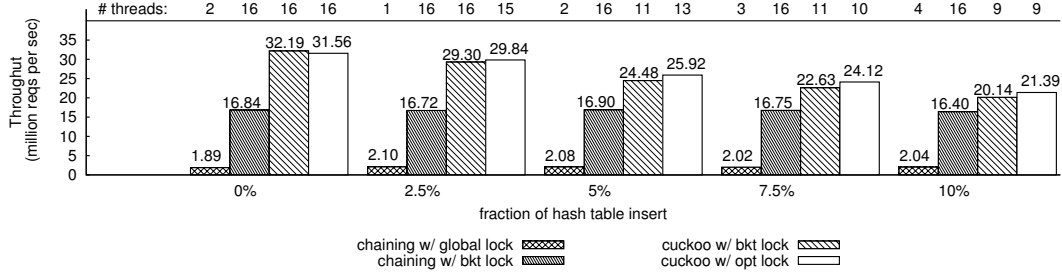 # threads: 2 16 16 16 1 16 16 15 2 16 11 13 3 16 11 10 4 16 9 9
Throughut
(million reqs per sec)
35
30
25
20
15
10
5
0
1.89 16.84 32.19 31.56
2.10 16.72 29.30 29.84
2.08 16.90 24.48 25.92
2.02 16.75 22.63 24.12
2.04 16.40 20.14 21.39
0% 2.5% 5% 7.5% 10%
fraction of hash table insert
chaining w/ global lock
chaining w/ bkt lock
cuckoo w/ bkt lock
cuckoo w/ opt lock